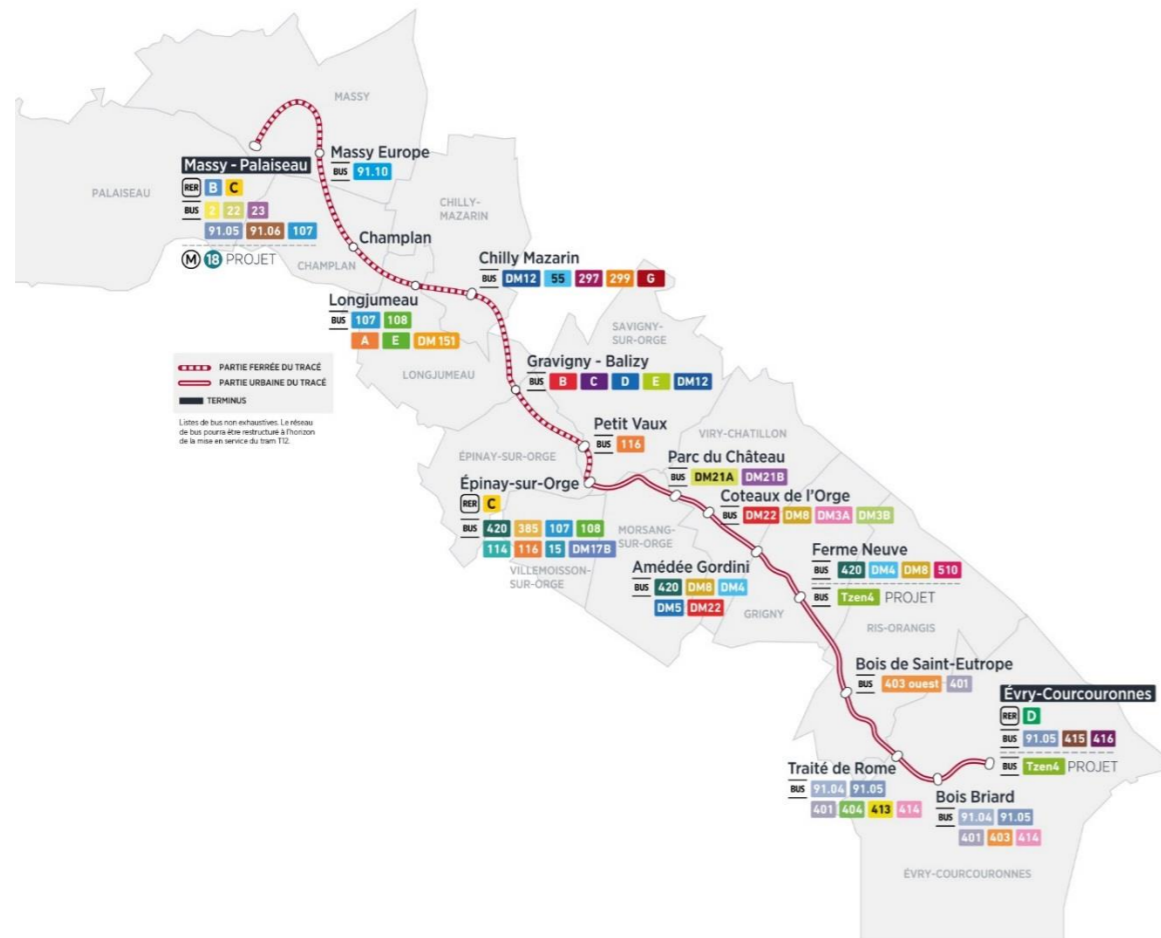 MASSY
Massy - Palaiseau
RER B C
BUS 2 22 23
91.05 91.06 107
M 18 PROJET
PALAISEAU
Massy Europe
BUS 91.10
CHILLY-
MAZARIN
Champlan
CHAMPLAN
Chilly Mazarin
BUS DM12 55 297 299 G
Longjumeau
BUS 107 108
A E DM 151
SAVIGNY-
SUR-ORGE
LONGJUMEAU
Gravigny - Balizy
BUS B C D E DM12
PARTIE FERRÉE DU TRACÉ
PARTIE URBAINE DU TRACÉ
TERMINUS
Listes de bus non exhaustives. Le réseau
de bus pourra être restructuré à l'horizon
de la mise en service du tram T12.
Petit Vaux
BUS 116
VIRY-CHATILLON
ÉPINAY-SUR-ORGE
Parc du Château
BUS DM21A DM21B
Épinay-sur-Orge
RER C
BUS 420 385 107 108
114 116 15 DM17B
VILLEMOISSON-
SUR-ORGE
Coteaux de l'Orge
BUS DM22 DM8 DM3A DM3B
MORSANG-
SUR-ORGE
Amédée Gordini
BUS 420 DM8 DM4
DM5 DM22
Ferme Neuve
BUS 420 DM4 DM8 510
BUS Tzen4 PROJET
GRIGNY
RIS-ORANGIS
Bois de Saint-Eutrope
BUS 403 ouest 401
Évry-Courcouronnes
RER D
BUS 91.05 415 416
BUS Tzen4 PROJET
Traité de Rome
BUS 91.04 91.05
401 404 413 414
Bois Briard
BUS 91.04 91.05
401 403 414
ÉVRY-COURCOURONNES